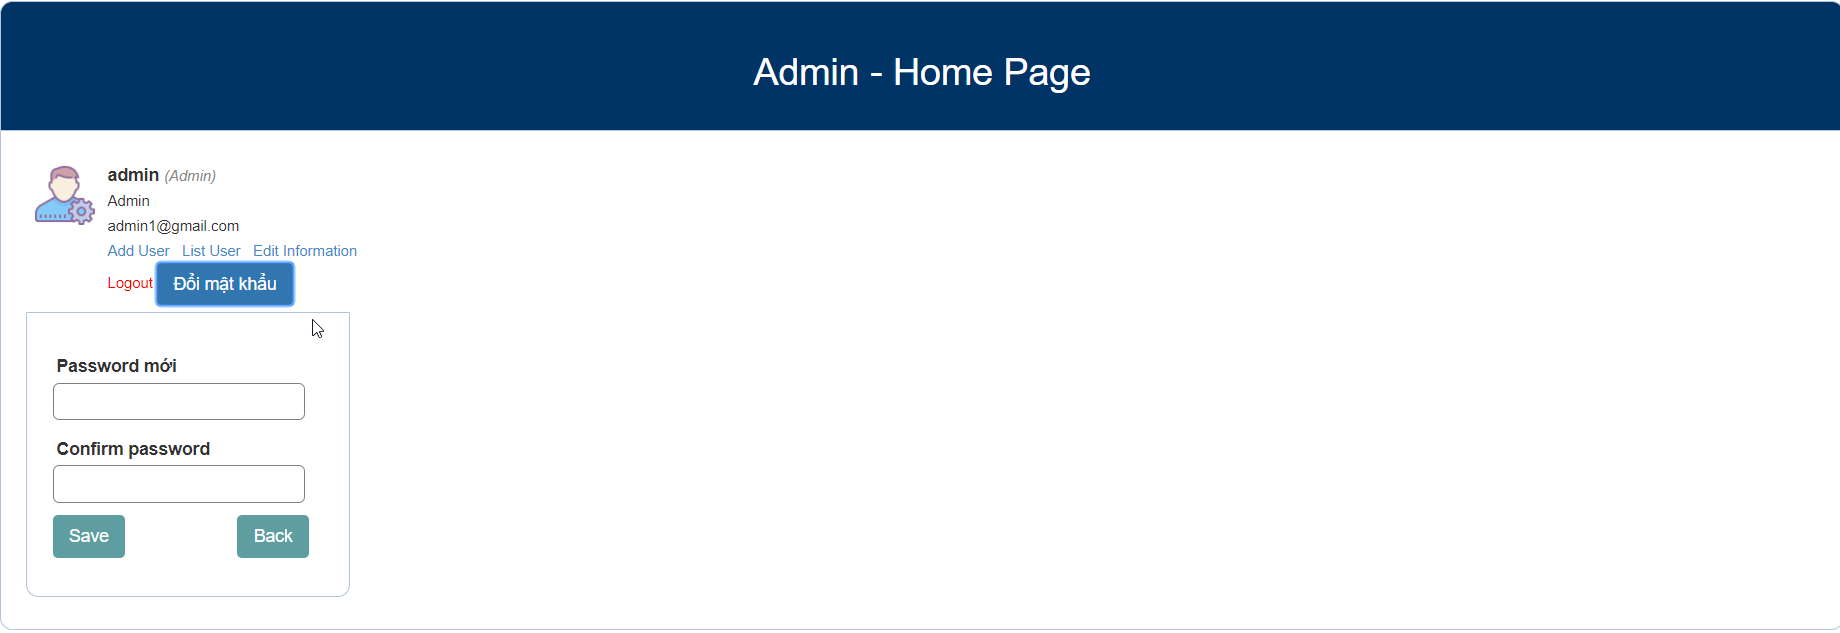 Admin - Home Page
admin (Admin)
Admin
admin1@gmail.com
Add User List User Edit Information
Logout Đổi mật khẩu
Password mới
Confirm password
Save Back